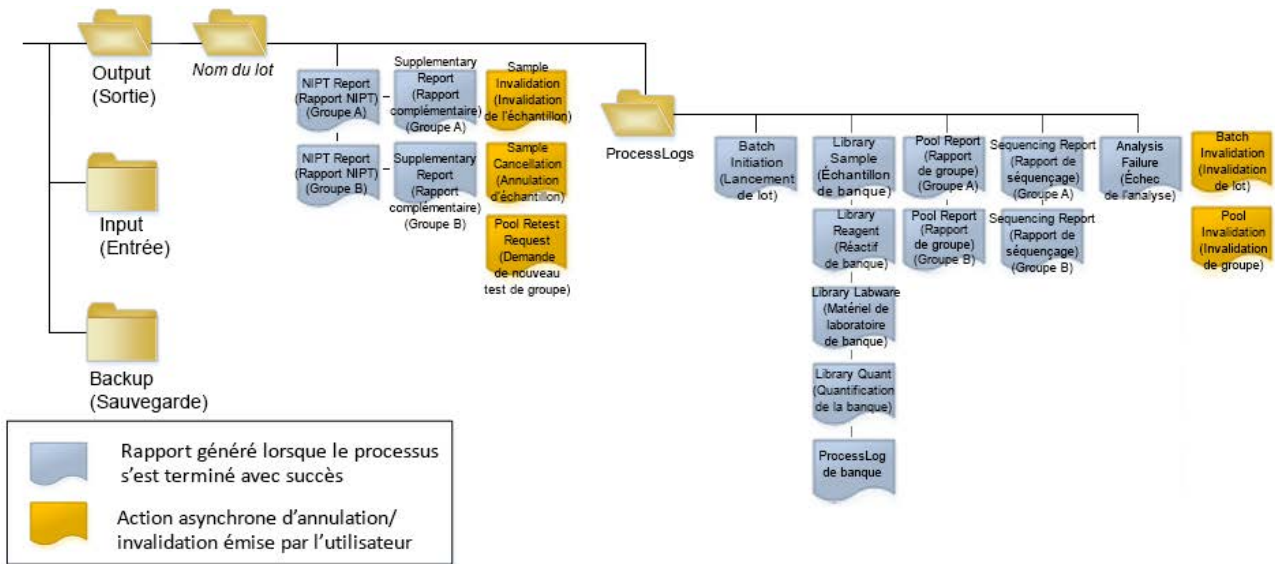 Output
(Sortie)
Nom du lot
Input
(Entrée)
Backup
(Sauvegarde)
NIPT Report
(Rapport NIPT)
(Groupe A)
Supplementary
Report
(Rapport
complémentaire)
(Groupe A)
Sample
Invalidation
(Invalidation
de l'échantillon)
NIPT Report
(Rapport NIPT)
(Groupe B)
Supplementary
Report
(Rapport
complémentaire)
(Groupe B)
Sample
Cancellation
(Annulation
d'échantillon)
Pool Retest
Request
(Demande
de nouveau
test de groupe)
ProcessLogs
Batch
Initiation
(Lancement
de lot)
Library
Sample
(Échantillon
de banque)
Library
Reagent
(Réactif
de banque)
Library Labware
(Matériel de
laboratoire
de banque)
Library Quant
(Quantification
de la banque)
ProcessLog
de banque
Pool Report
(Rapport
de groupe)
(Groupe A)
Pool Report
(Rapport
de groupe)
(Groupe B)
Sequencing Report
(Rapport de
séquençage)
(Groupe A)
Sequencing Report
(Rapport de
séquençage)
(Groupe B)
Analysis
Failure
(Échec
de l'analyse)
Batch
Invalidation
(Invalidation
de lot)
Pool
Invalidation
(Invalidation
de groupe)
Rapport généré lorsque le processus
s'est terminé avec succès
Action asynchrone d'annulation/
invalidation émise par l'utilisateur